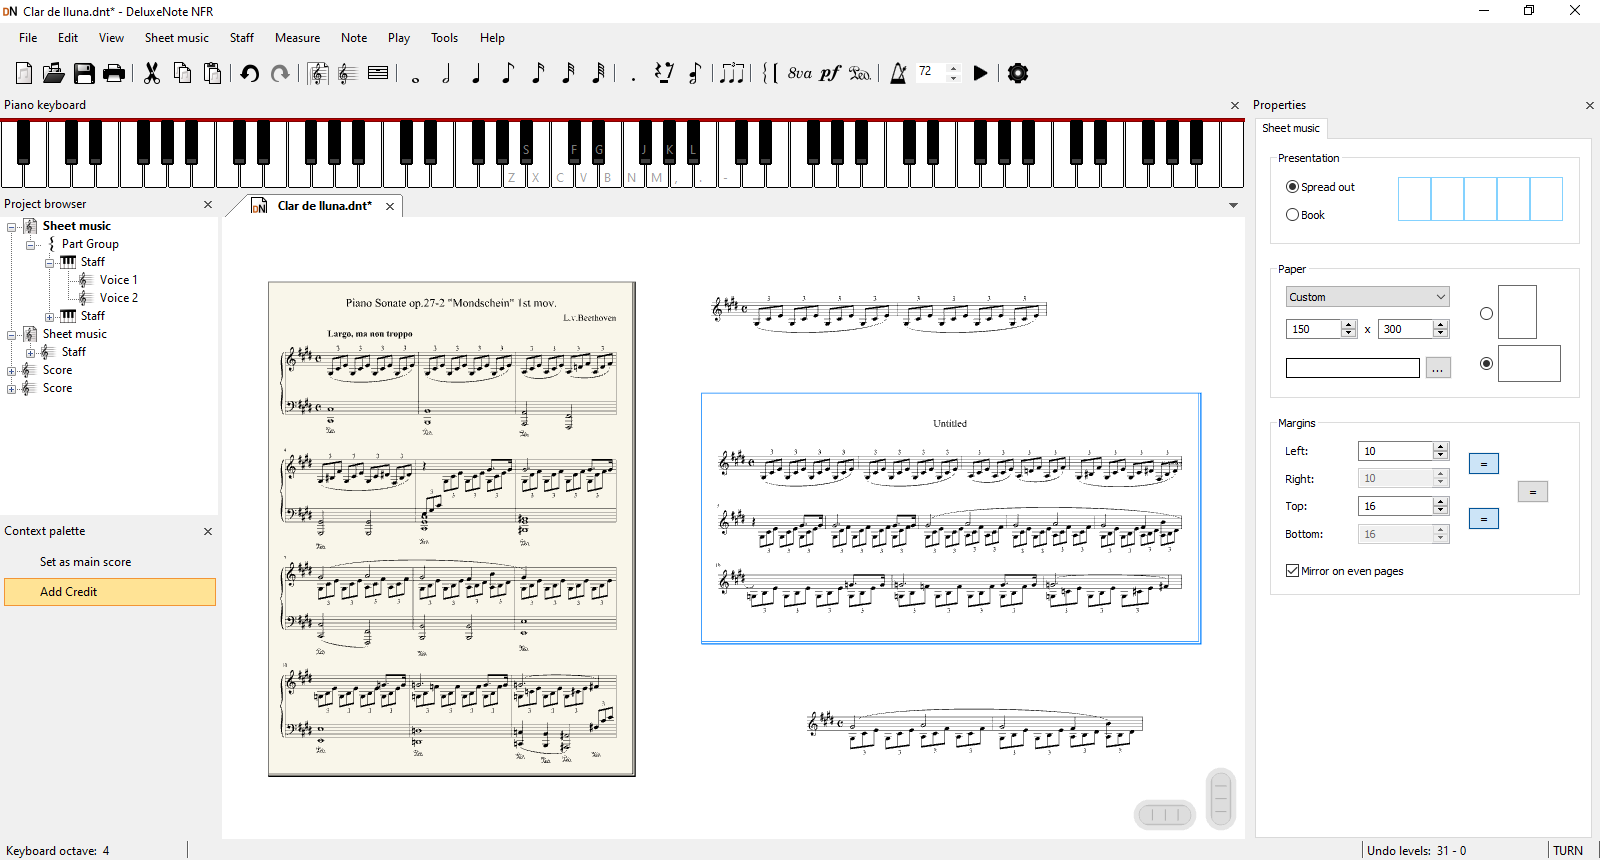 DN Clar de lluna.dnt* - DeluxeNote NFR
File Edit View Sheet music Staff Measure Note Play Tools Help
8va pf Ped. 72
Piano keyboard
S F G J K L
Z X C V B N M , . -
Project browser
Sheet music
Part Group
Staff
Voice 1
Voice 2
Staff
Sheet music
Staff
Score
Score
Context palette
Set as main score
Add Credit
DN Clar de lluna.dnt*
Piano Sonate op.27-2 "Mondschein" 1st mov.
L.v.Beethoven
Largo, ma non troppo
Untitled
Properties
Sheet music
Presentation
Spread out
Book
Paper
Custom
150 x 300
...
Margins
Left: 10
=
Right: 10
=
Top: 16
=
Bottom: 16
Mirror on even pages
Keyboard octave: 4
Undo levels: 31 - 0
TURN